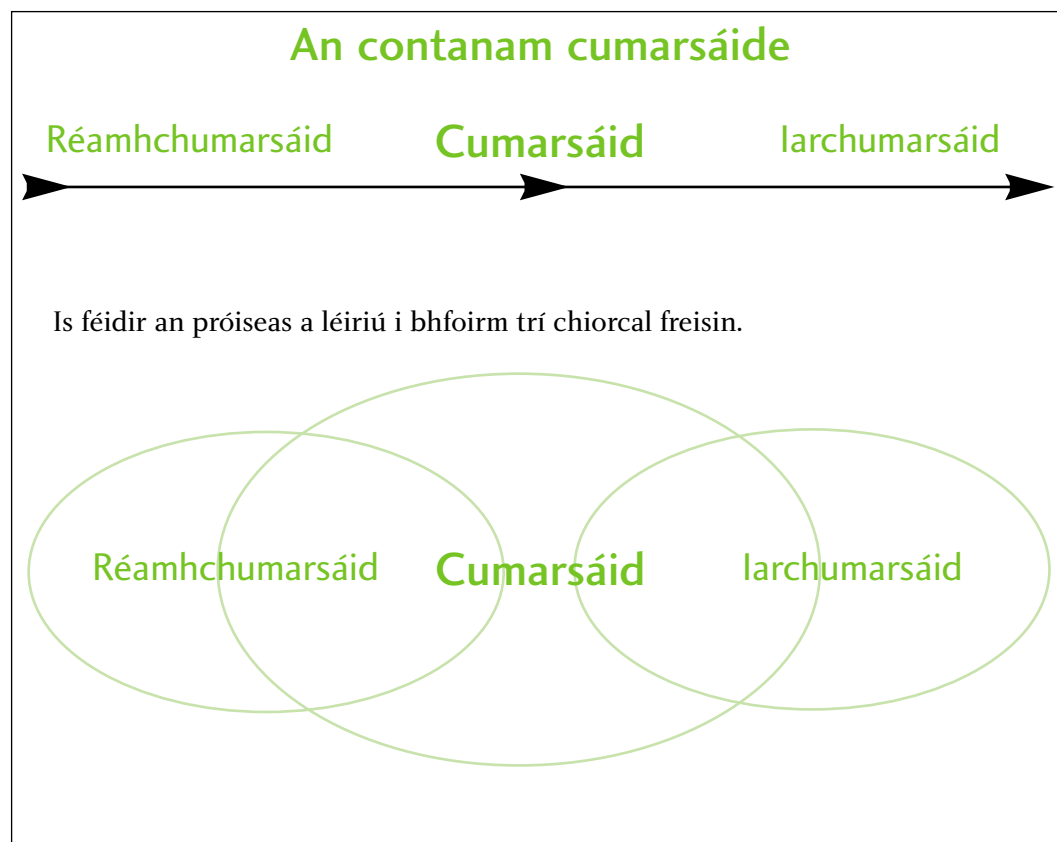 An contanam cumarsáide
Réamhchumarsáid Cumarsáid Iarchumarsáid
Is féidir an próiseas a léiriú i bhfoirm trí chiorcal freisin.
Réamhchumarsáid Cumarsáid Iarchumarsáid